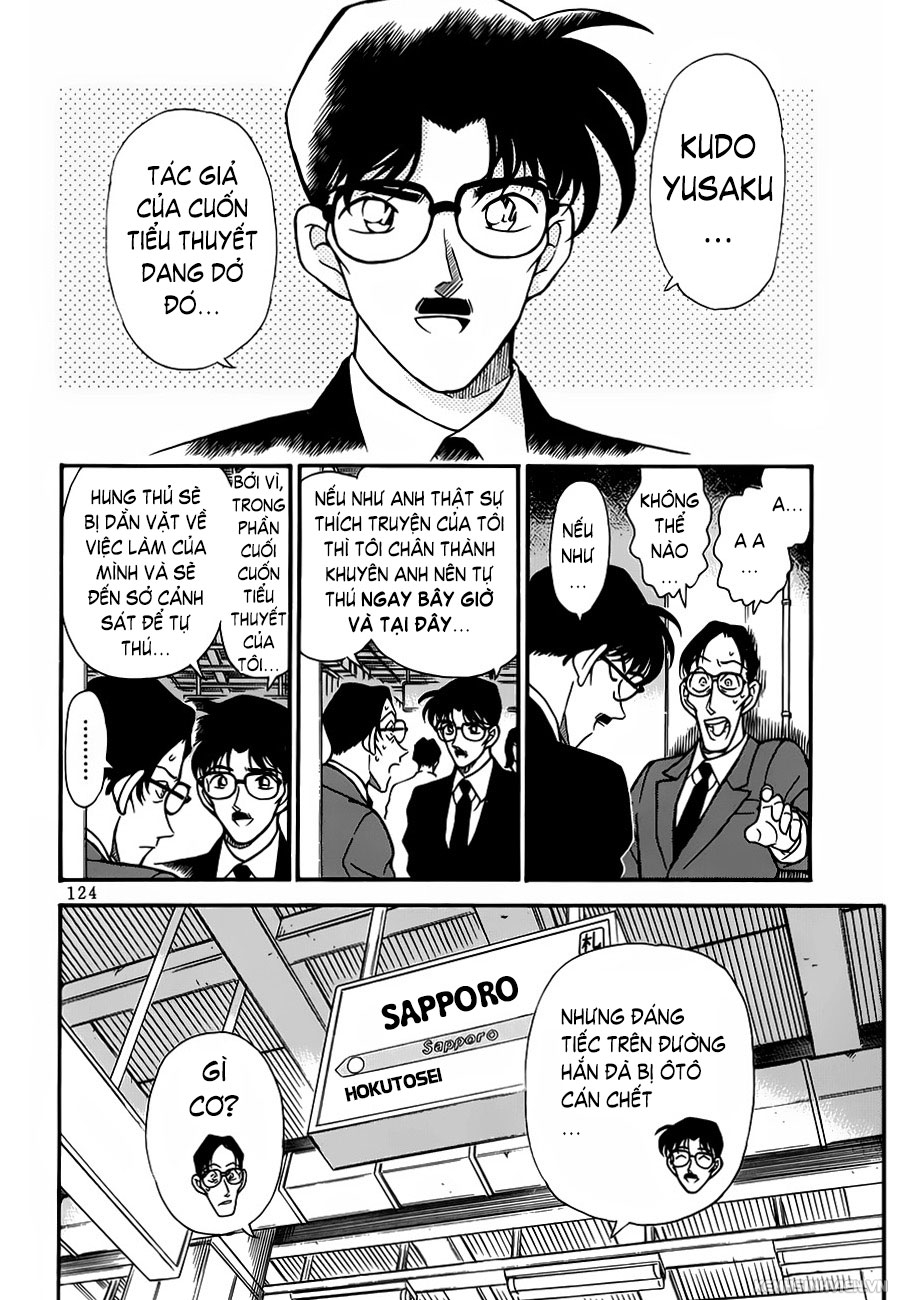 KUDO
YUSAKU
...
TÁC GIẢ
CỦA CUỐN
TIỂU THUYẾT
DANG DỞ
ĐÓ...
A...
A A
...
KHÔNG
THỂ
NÀO
...
NẾU
NHƯ
...
NẾU NHƯ ANH THẬT SỰ
THÍCH TRUYỆN CỦA TÔI
THÌ TÔI CHÂN THÀNH
KHUYÊN ANH NÊN TỰ
THÚ NGAY BÂY GIỜ
VÀ TẠI ĐÂY...
BỞI VÌ,
TRONG
PHẦN
CUỐI
CUỐN
TIỂU
THUYẾT
CỦA
TÔI...
HUNG THỦ SẼ
BỊ DẰN VẶT VỀ
VIỆC LÀM CỦA
MÌNH VÀ SẼ
ĐẾN SỞ CẢNH
SÁT ĐỂ TỰ
THÚ...
.........
124
札
SAPPORO
Sapporo
HOKUTOSEI
NHƯNG ĐÁNG
TIẾC TRÊN ĐƯỜNG
HẮN ĐÃ BỊ ÔTÔ
CÁN CHẾT
...
GÌ
CƠ?